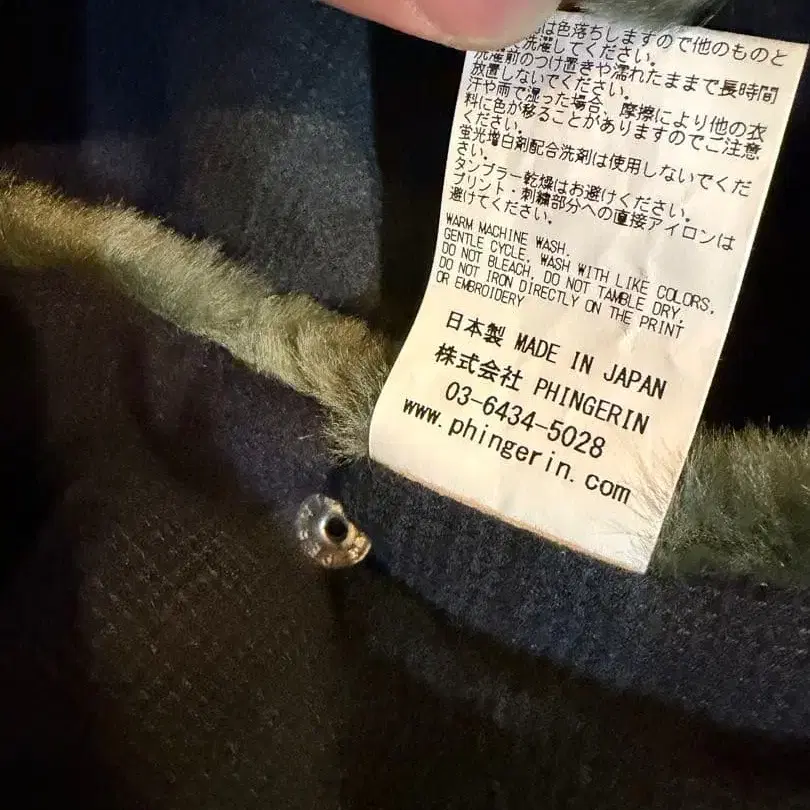 は色落ちしますので他のものと
洗濯してください。
洗濯前のつけ置きや濡れたままで長時間
放置しないでください。
汗や雨で湿った場合、摩擦により他の衣
料に色が移ることがありますのでご注意
ください。
蛍光増白剤配合洗剤は使用しないでくだ
さい。
タンブラー乾燥はお避けください。
プリント・刺繍部分への直接アイロンは
避けてください。
WARM MACHINE WASH.
GENTLE CYCLE, WASH WITH LIKE COLORS.
DO NOT BLEACH, DO NOT TAMBLE DRY.
DO NOT IRON DIRECTLY ON THE PRINT
OR EMBROIDERY
日本製 MADE IN JAPAN
株式会社 PHINGERIN
03-6434-5028
www.phingerin.com